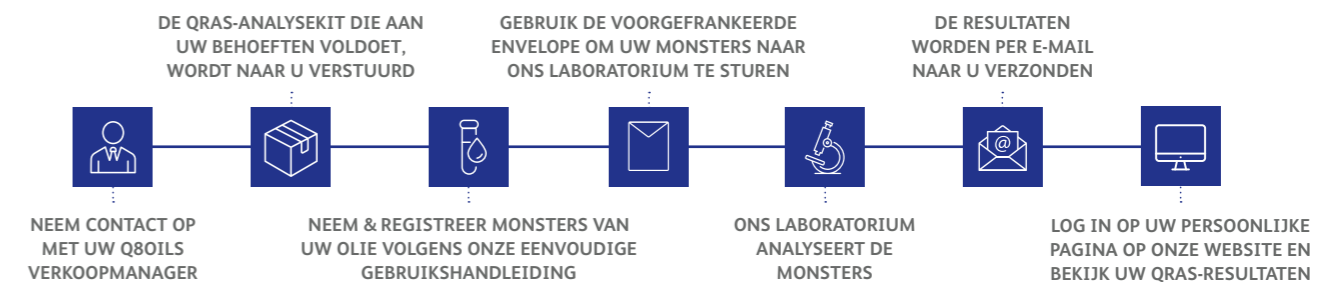 NEEM CONTACT OP
MET UW Q8OILS
VERKOOPMANAGER
DE QRAS-ANALYSEKIT DIE AAN
UW BEHOEFTEN VOLDOET,
WORDT NAAR U VERSTUURD
NEEM & REGISTREER MONSTERS VAN
UW OLIE VOLGENS ONZE EENVOUDIGE
GEBRUIKSHANDLEIDING
GEBRUIK DE VOORGEFRANKEERDE
ENVELOPE OM UW MONSTERS NAAR
ONS LABORATORIUM TE STUREN
ONS LABORATORIUM
ANALYSEERT DE
MONSTERS
DE RESULTATEN
WORDEN PER E-MAIL
NAAR U VERZONDEN
@
LOG IN OP UW PERSOONLIJKE
PAGINA OP ONZE WEBSITE EN
BEKIJK UW QRAS-RESULTATEN